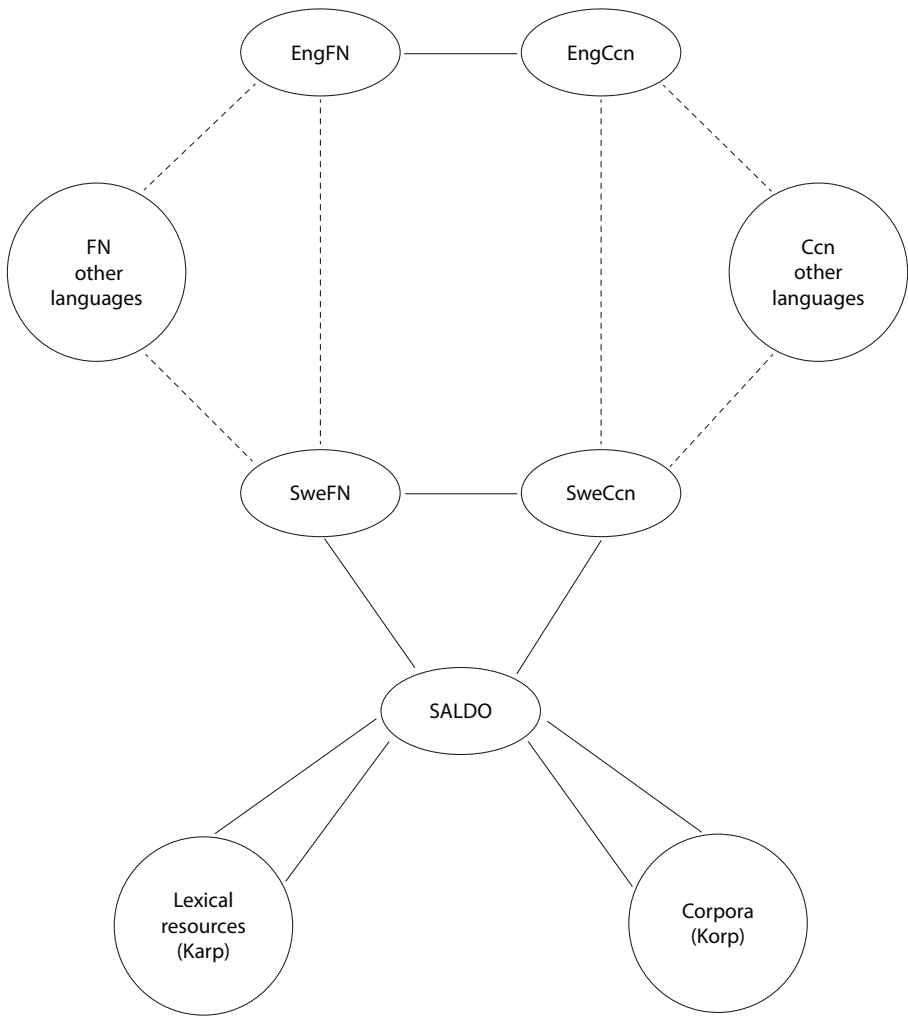 EngFN
EngCcn
FN
other
languages
Ccn
other
languages
SweFN
SweCcn
SALDO
Lexical
resources
(Karp)
Corpora
(Korp)